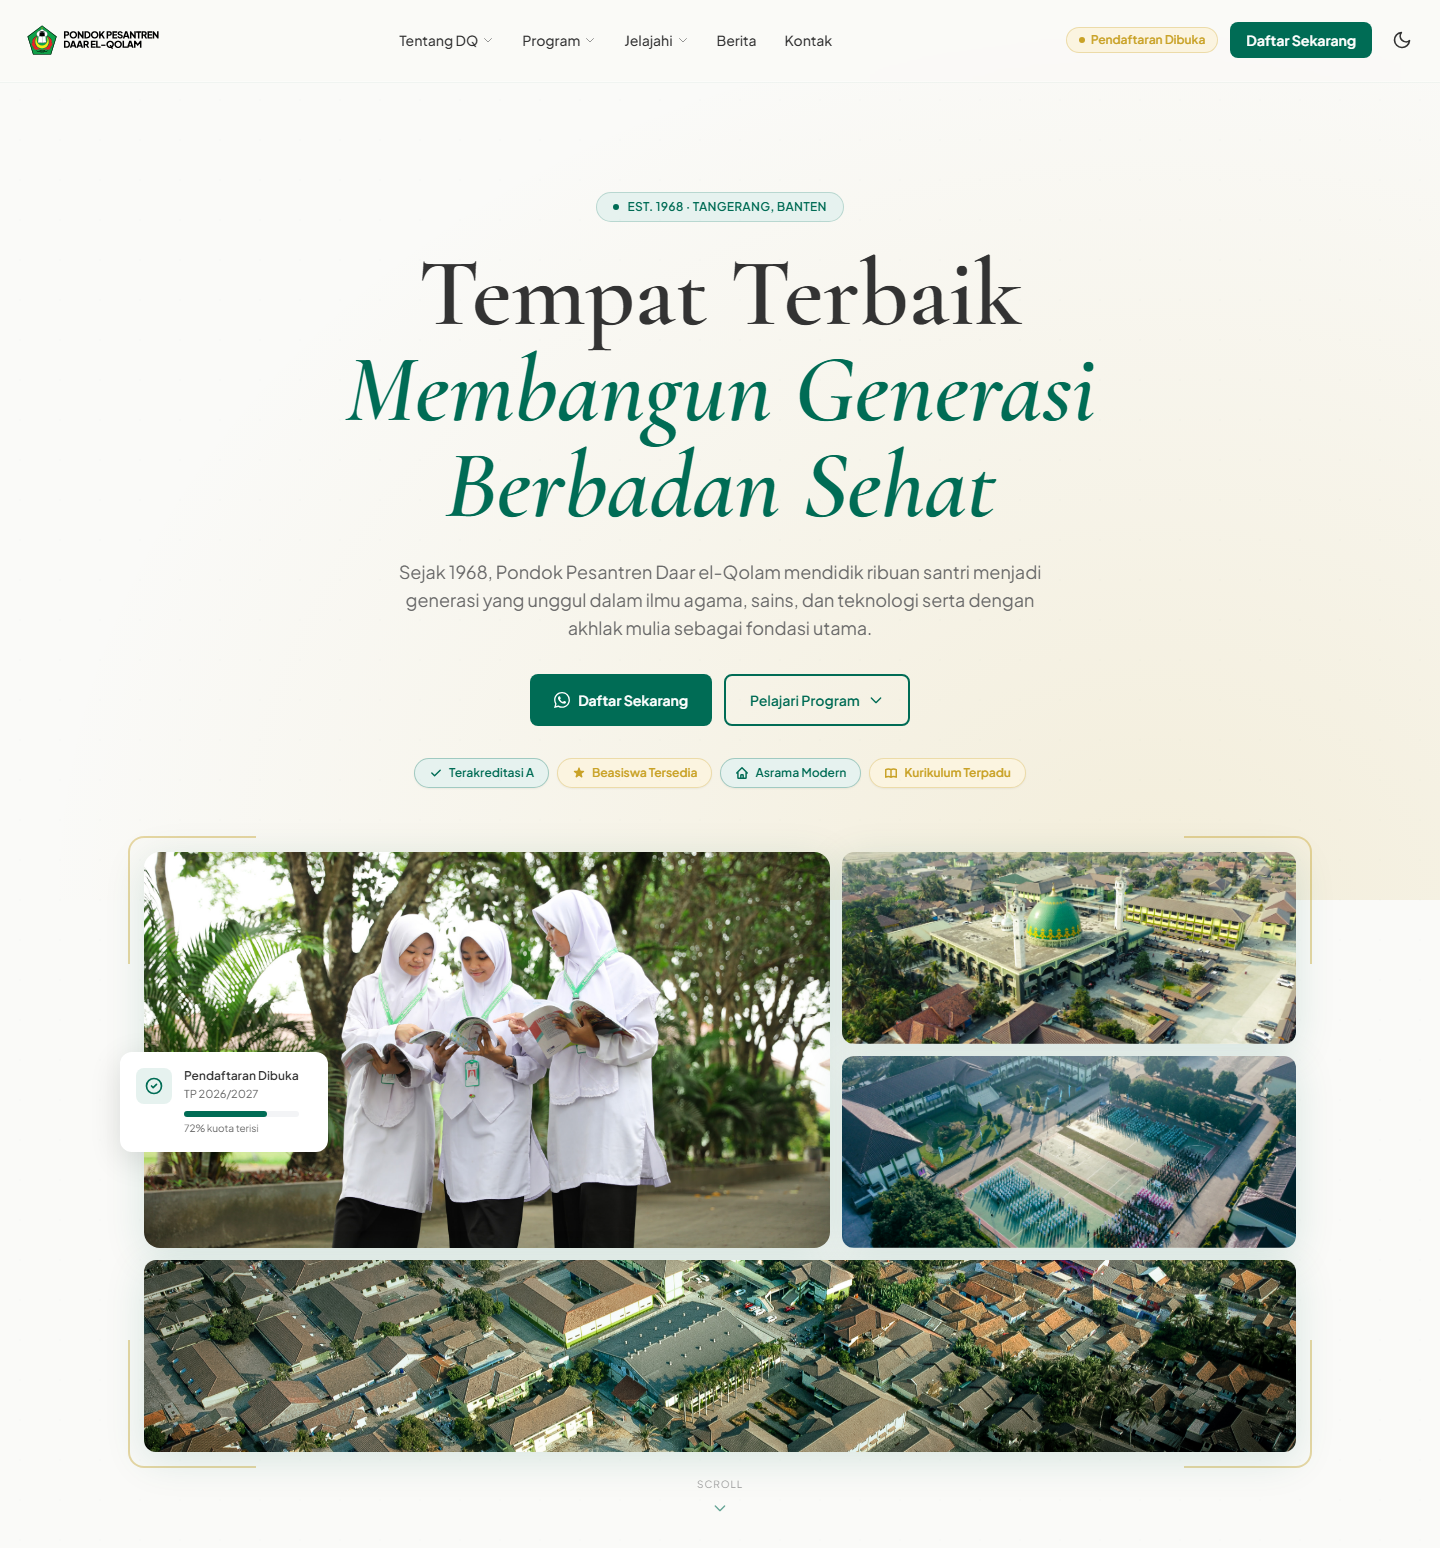 PONDOK PESANTREN
DAAR EL-QOLAM
Tentang DQ
Program
Jelajahi
Berita
Kontak
Pendaftaran Dibuka
Daftar Sekarang
EST. 1968 · TANGERANG, BANTEN
Tempat Terbaik
Membangun Generasi
Berbadan Sehat
Sejak 1968, Pondok Pesantren Daar el-Qolam mendidik ribuan santri menjadi
generasi yang unggul dalam ilmu agama, sains, dan teknologi serta dengan
akhlak mulia sebagai fondasi utama.
Daftar Sekarang
Pelajari Program
Terakreditasi A
Beasiswa Tersedia
Asrama Modern
Kurikulum Terpadu
Pendaftaran Dibuka
TP 2026/2027
72% kuota terisi
SCROLL